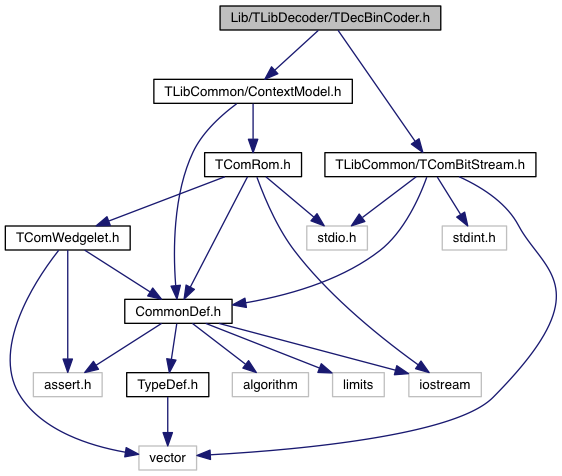 Lib/TLibDecoder/TDecBinCoder.h
TLibCommon/ContextModel.h
TComRom.h
TLibCommon/TComBitStream.h
TComWedgelet.h
stdio.h
stdint.h
CommonDef.h
assert.h
TypeDef.h
algorithm
limits
iostream
vector